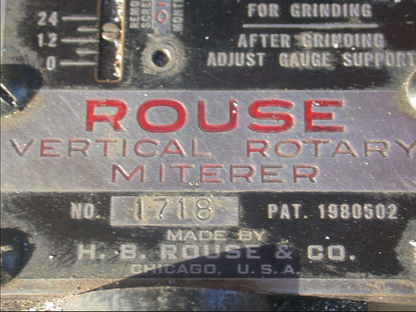 24
12
0
FOR GRINDING
AFTER GRINDING
ADJUST GAUGE SUPPORT
ROUSE
VERTICAL ROTARY
MITERER
NO. 1718 PAT. 1980502
MADE BY
H. B. ROUSE & CO.
CHICAGO, U.S.A.